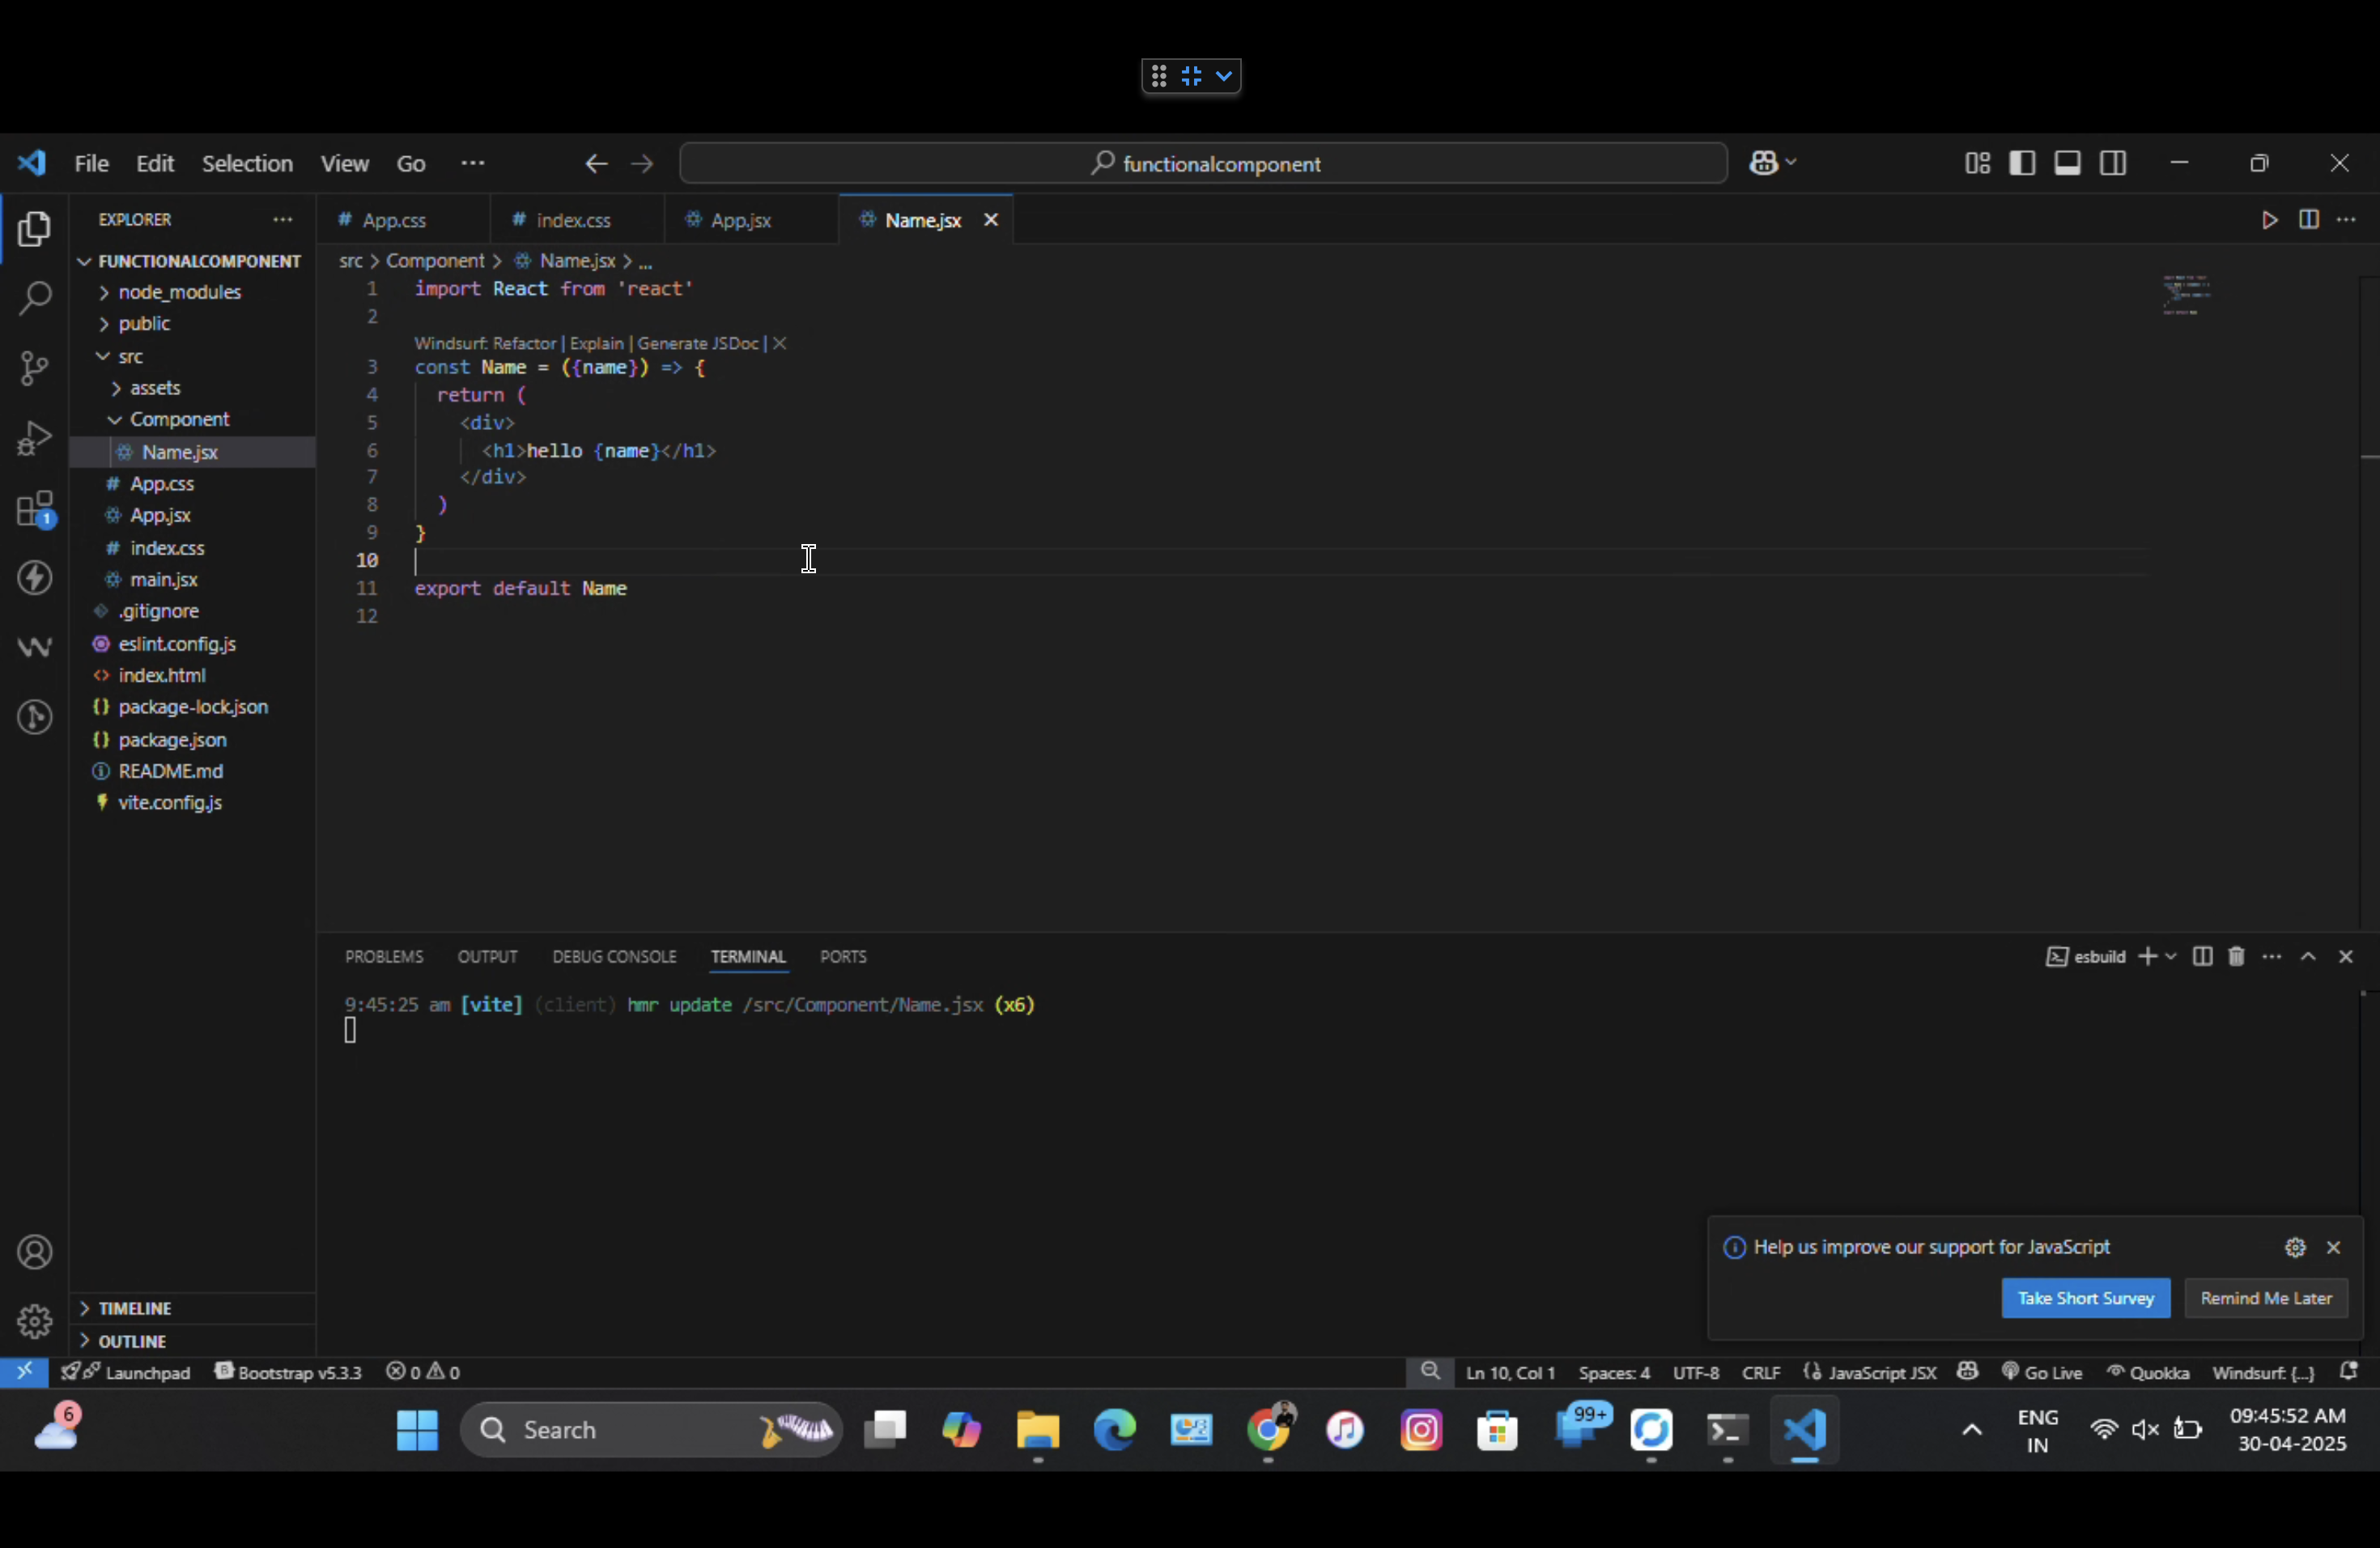 File Edit Selection View Go ···
functionalcomponent
EXPLORER ···
# App.css
# index.css
App.jsx
Name.jsx
FUNCTIONALCOMPONENT
node_modules
public
src
assets
Component
Name.jsx
# App.css
App.jsx
# index.css
main.jsx
.gitignore
eslint.config.js
<> index.html
{} package-lock.json
{} package.json
README.md
vite.config.js
TIMELINE
OUTLINE
src > Component > Name.jsx > ...
1 import React from 'react'
2
Windsurf: Refactor | Explain | Generate JSDoc | ×
3 const Name = ({name}) => {
4 return (
5 <div>
6 <h1>hello {name}</h1>
7 </div>
8 )
9 }
10
11 export default Name
12
PROBLEMS OUTPUT DEBUG CONSOLE TERMINAL PORTS
esbuild
9:45:25 am [vite] (client) hmr update /src/Component/Name.jsx (x6)
Help us improve our support for JavaScript
Take Short Survey
Remind Me Later
1
Launchpad Bootstrap v5.3.3 0 0
Ln 10, Col 1 Spaces: 4 UTF-8 CRLF JavaScript JSX Go Live Quokka Windsurf: {...}
6
Search
99+
ENG
IN
09:45:52 AM
30-04-2025